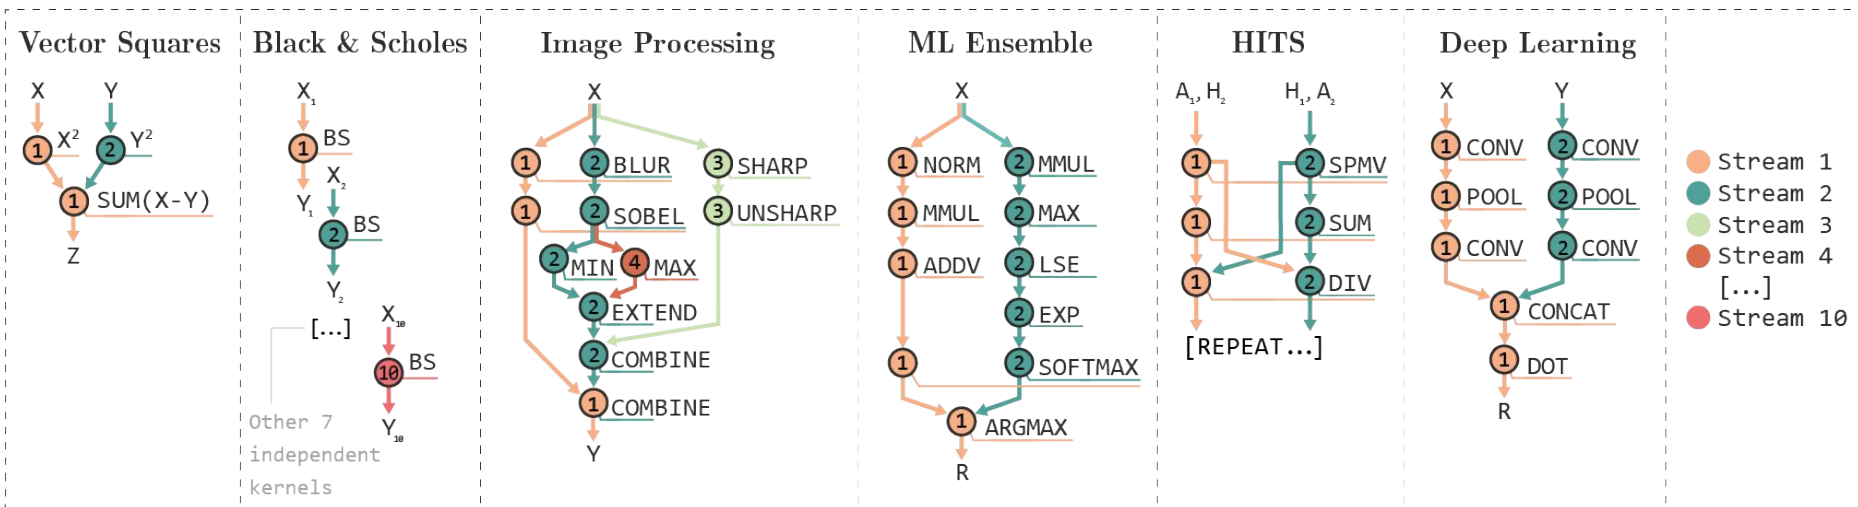 Vector Squares
X Y
1 X² 2 Y²
1 SUM(X-Y)
Z
Black & Scholes
X₁
1 BS
Y₁
X₂
2 BS
Y₂
[...]
X₁₀
10 BS
Y₁₀
Other 7
independent
kernels
Image Processing
X
1 2 BLUR 3 SHARP
1 2 SOBEL 3 UNSHARP
2 MIN 4 MAX
2 EXTEND
2 COMBINE
1 COMBINE
Y
ML Ensemble
X
1 NORM 2 MMUL
1 MMUL 2 MAX
1 ADDV 2 LSE
2 EXP
1 2 SOFTMAX
1 ARGMAX
R
HITS
A₁, H₂ H₁, A₂
1 2 SPMV
1 2 SUM
1 2 DIV
[REPEAT...]
Deep Learning
X Y
1 CONV 2 CONV
1 POOL 2 POOL
1 CONV 2 CONV
1 CONCAT
1 DOT
R
Stream 1
Stream 2
Stream 3
Stream 4
[...]
Stream 10